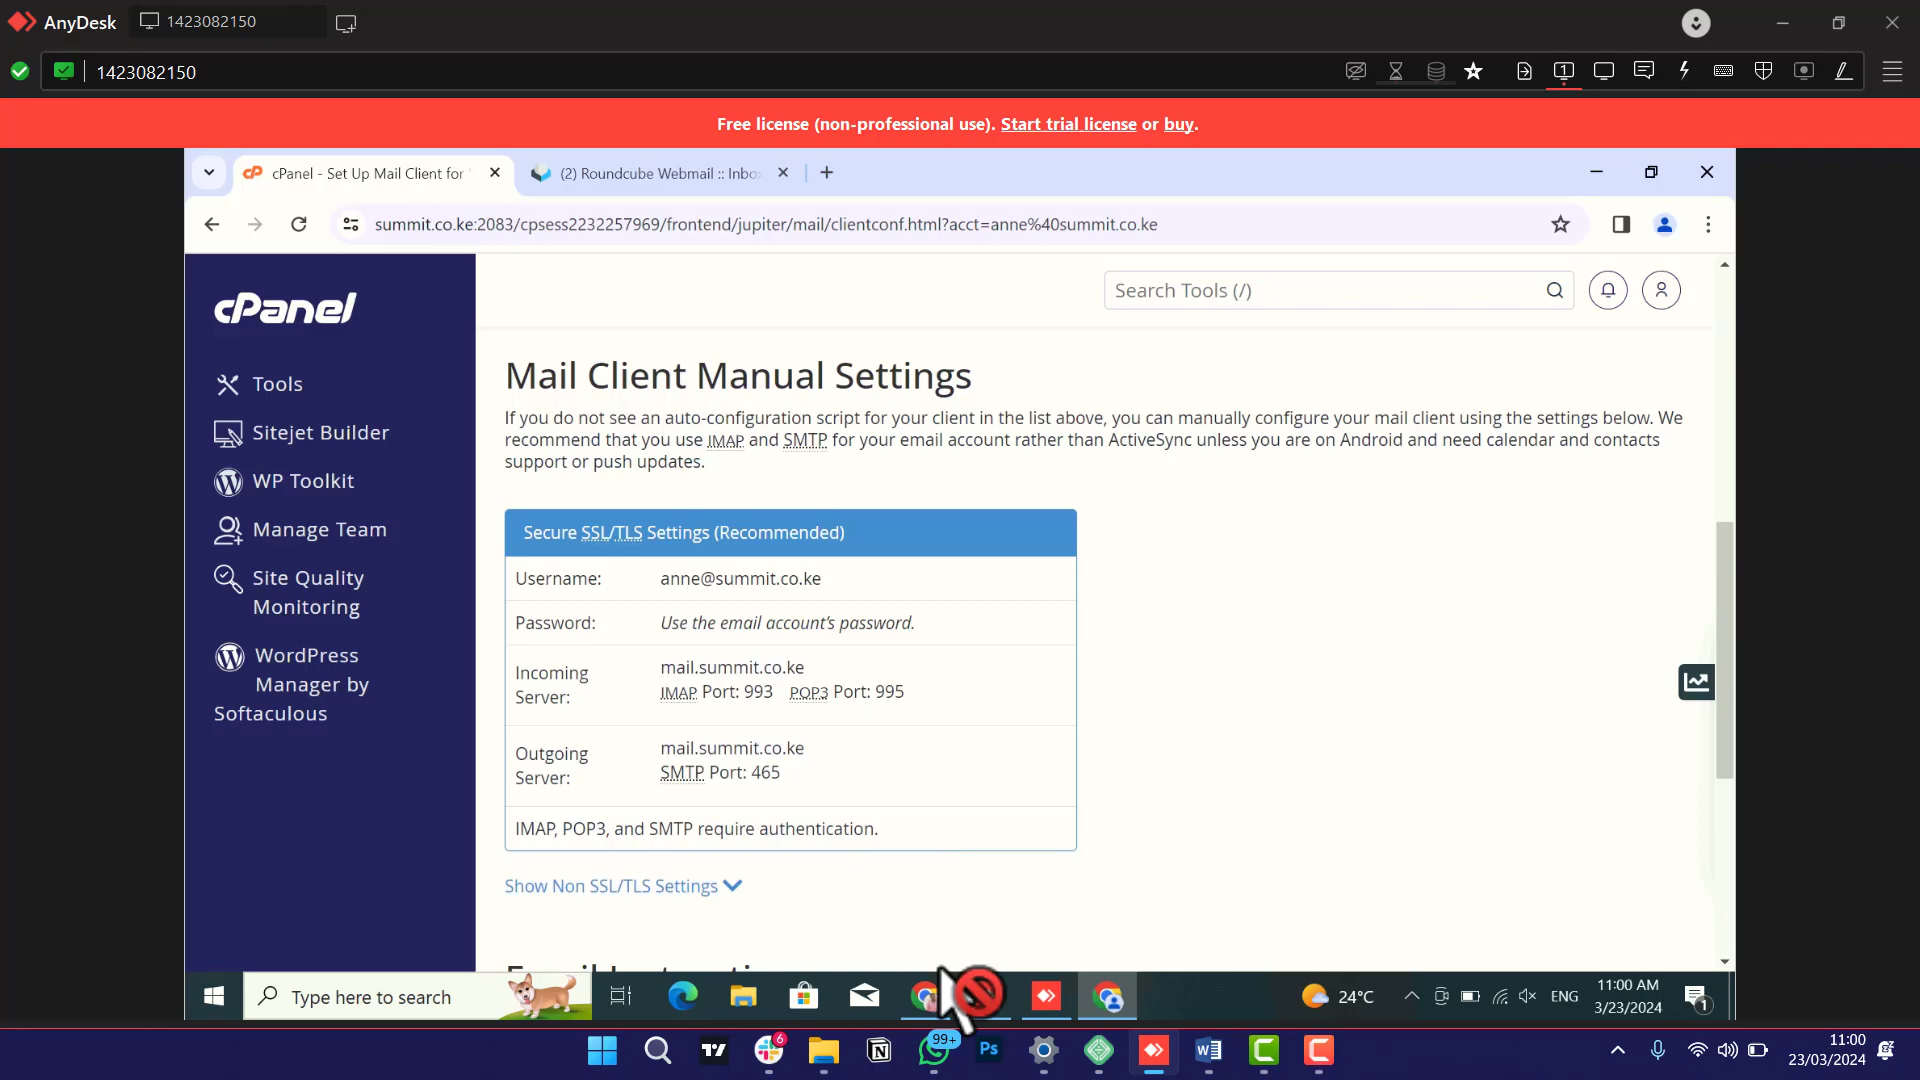 AnyDesk
1423082150
1423082150
1
Free license (non-professional use). Start trial license or buy.
cPanel - Set Up Mail Client for
(2) Roundcube Webmail :: Inbo
summit.co.ke:2083/cpsess2232257969/frontend/jupiter/mail/clientconf.html?acct=anne%40summit.co.ke
cPanel
Search Tools (/)
Tools
Sitejet Builder
WP Toolkit
Manage Team
Site Quality
Monitoring
WordPress
Manager by
Softaculous
Mail Client Manual Settings
If you do not see an auto-configuration script for your client in the list above, you can manually configure your mail client using the settings below. We
recommend that you use IMAP and SMTP for your email account rather than ActiveSync unless you are on Android and need calendar and contacts
support or push updates.
Secure SSL/TLS Settings (Recommended)
Username: anne@summit.co.ke
Password: Use the email account's password.
Incoming
Server:
mail.summit.co.ke
IMAP Port: 993 POP3 Port: 995
Outgoing
Server:
mail.summit.co.ke
SMTP Port: 465
IMAP, POP3, and SMTP require authentication.
Show Non SSL/TLS Settings
Type here to search
24°C
ENG
11:00 AM
3/23/2024
1
6
99+
Ps
11:00
23/03/2024